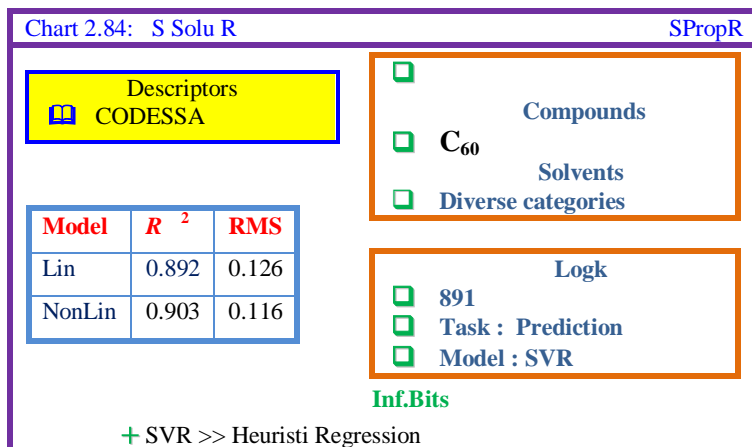 Chart 2.84: S Solu R SPropR
Descriptors
CODESSA
Compounds
C₆₀
Solvents
Diverse categories
Model R² RMS
Lin 0.892 0.126
NonLin 0.903 0.116
Logk
891
Task : Prediction
Model : SVR
Inf.Bits
+ SVR >> Heuristi Regression